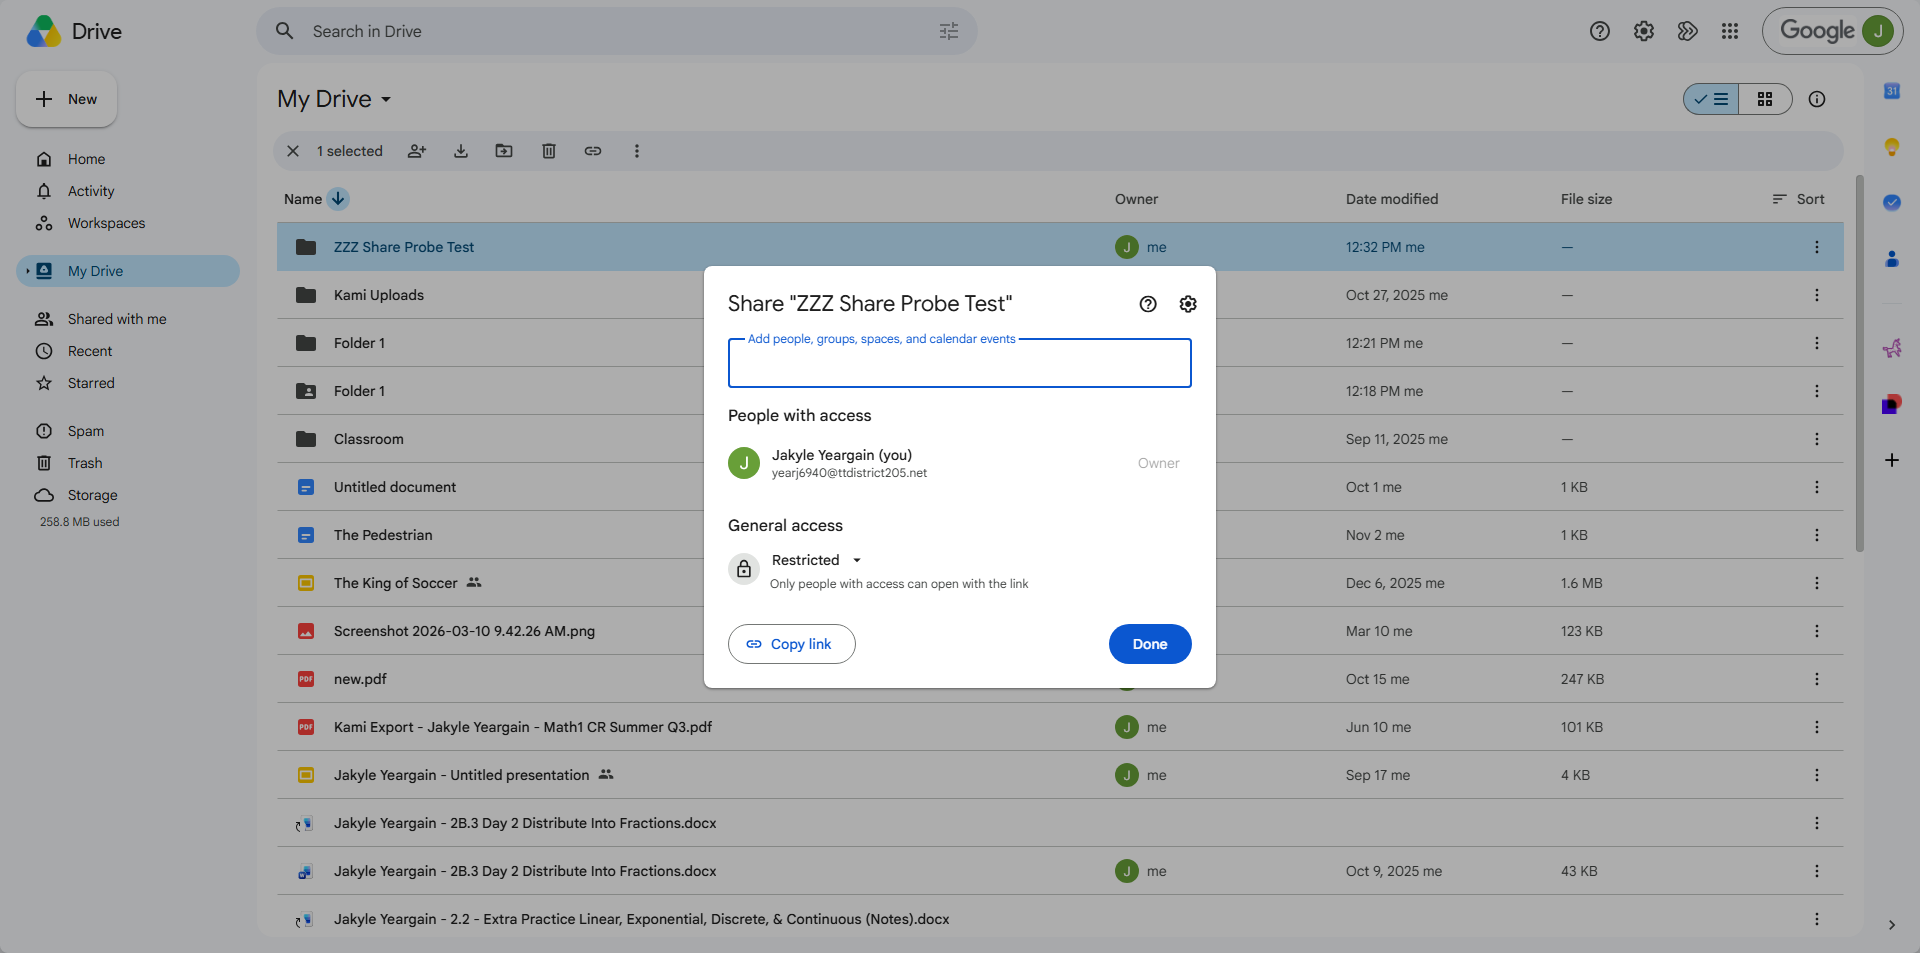 Drive
Search in Drive
Google J
New
My Drive
31
1 selected
Home
Activity
Workspaces
My Drive
Shared with me
Recent
Starred
Spam
Trash
Storage
258.8 MB used
Name Owner Date modified File size Sort
ZZZ Share Probe Test J me 12:32 PM me —
Kami Uploads Oct 27, 2025 me —
Folder 1 12:21 PM me —
Folder 1 12:18 PM me —
Classroom Sep 11, 2025 me —
Untitled document Oct 1 me 1 KB
The Pedestrian Nov 2 me 1 KB
The King of Soccer Dec 6, 2025 me 1.6 MB
Screenshot 2026-03-10 9.42.26 AM.png Mar 10 me 123 KB
PDF new.pdf Oct 15 me 247 KB
PDF Kami Export - Jakyle Yeargain - Math1 CR Summer Q3.pdf J me Jun 10 me 101 KB
Jakyle Yeargain - Untitled presentation J me Sep 17 me 4 KB
Jakyle Yeargain - 2B.3 Day 2 Distribute Into Fractions.docx
Jakyle Yeargain - 2B.3 Day 2 Distribute Into Fractions.docx J me Oct 9, 2025 me 43 KB
Jakyle Yeargain - 2.2 - Extra Practice Linear, Exponential, Discrete, & Continuous (Notes).docx
Share "ZZZ Share Probe Test"
Add people, groups, spaces, and calendar events
People with access
J Jakyle Yeargain (you)
yearj6940@ttdistrict205.net
Owner
General access
Restricted
Only people with access can open with the link
Copy link
Done